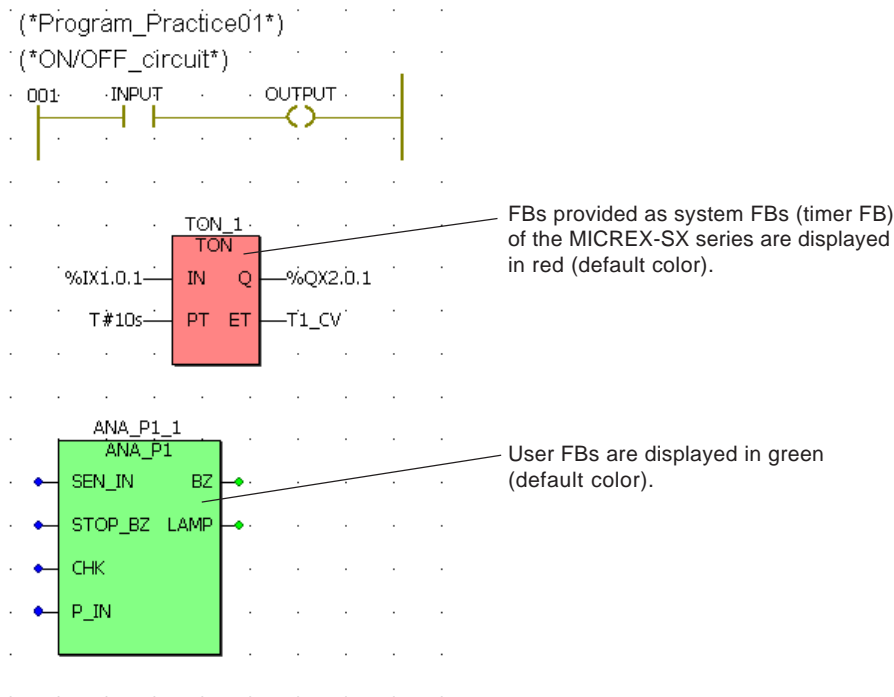 (*Program_Practice01*)
(*ON/OFF_circuit*)
001 INPUT OUTPUT
TON_1
TON
%IX1.0.1 IN Q %QX2.0.1
T#10s PT ET T1_CV
FBs provided as system FBs (timer FB)
of the MICREX-SX series are displayed
in red (default color).
ANA_P1_1
ANA_P1
SEN_IN BZ
STOP_BZ LAMP
CHK
P_IN
User FBs are displayed in green
(default color).